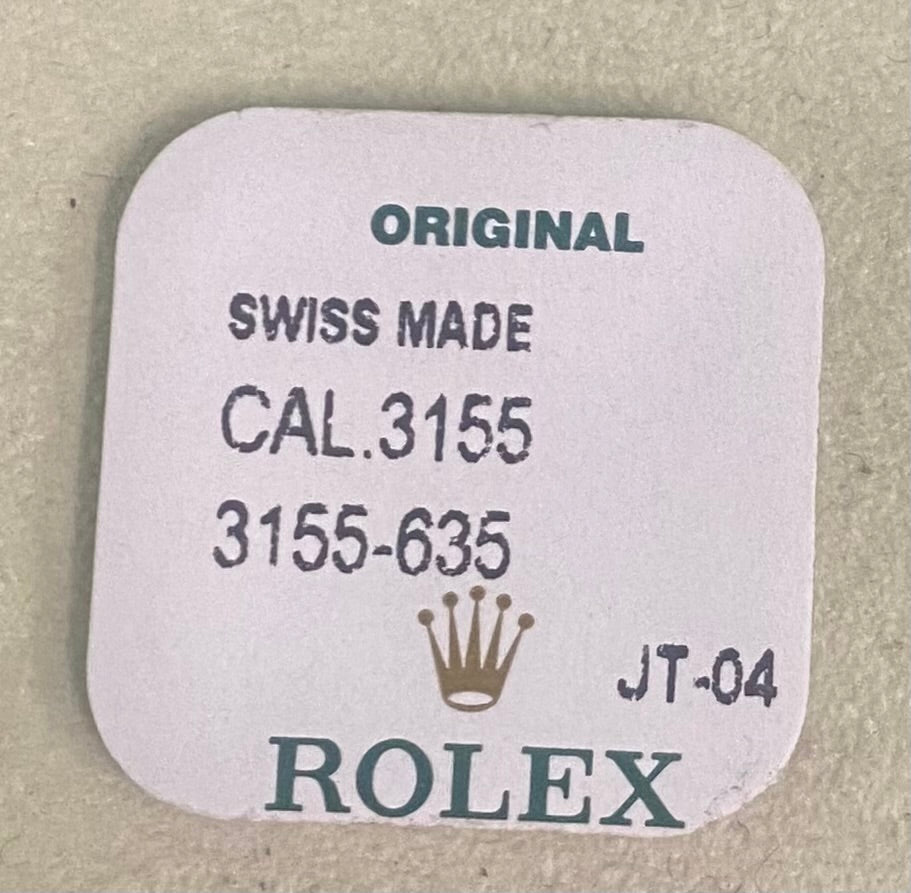 ORIGINAL
SWISS MADE
CAL.3155
3155-635
JT-04
ROLEX